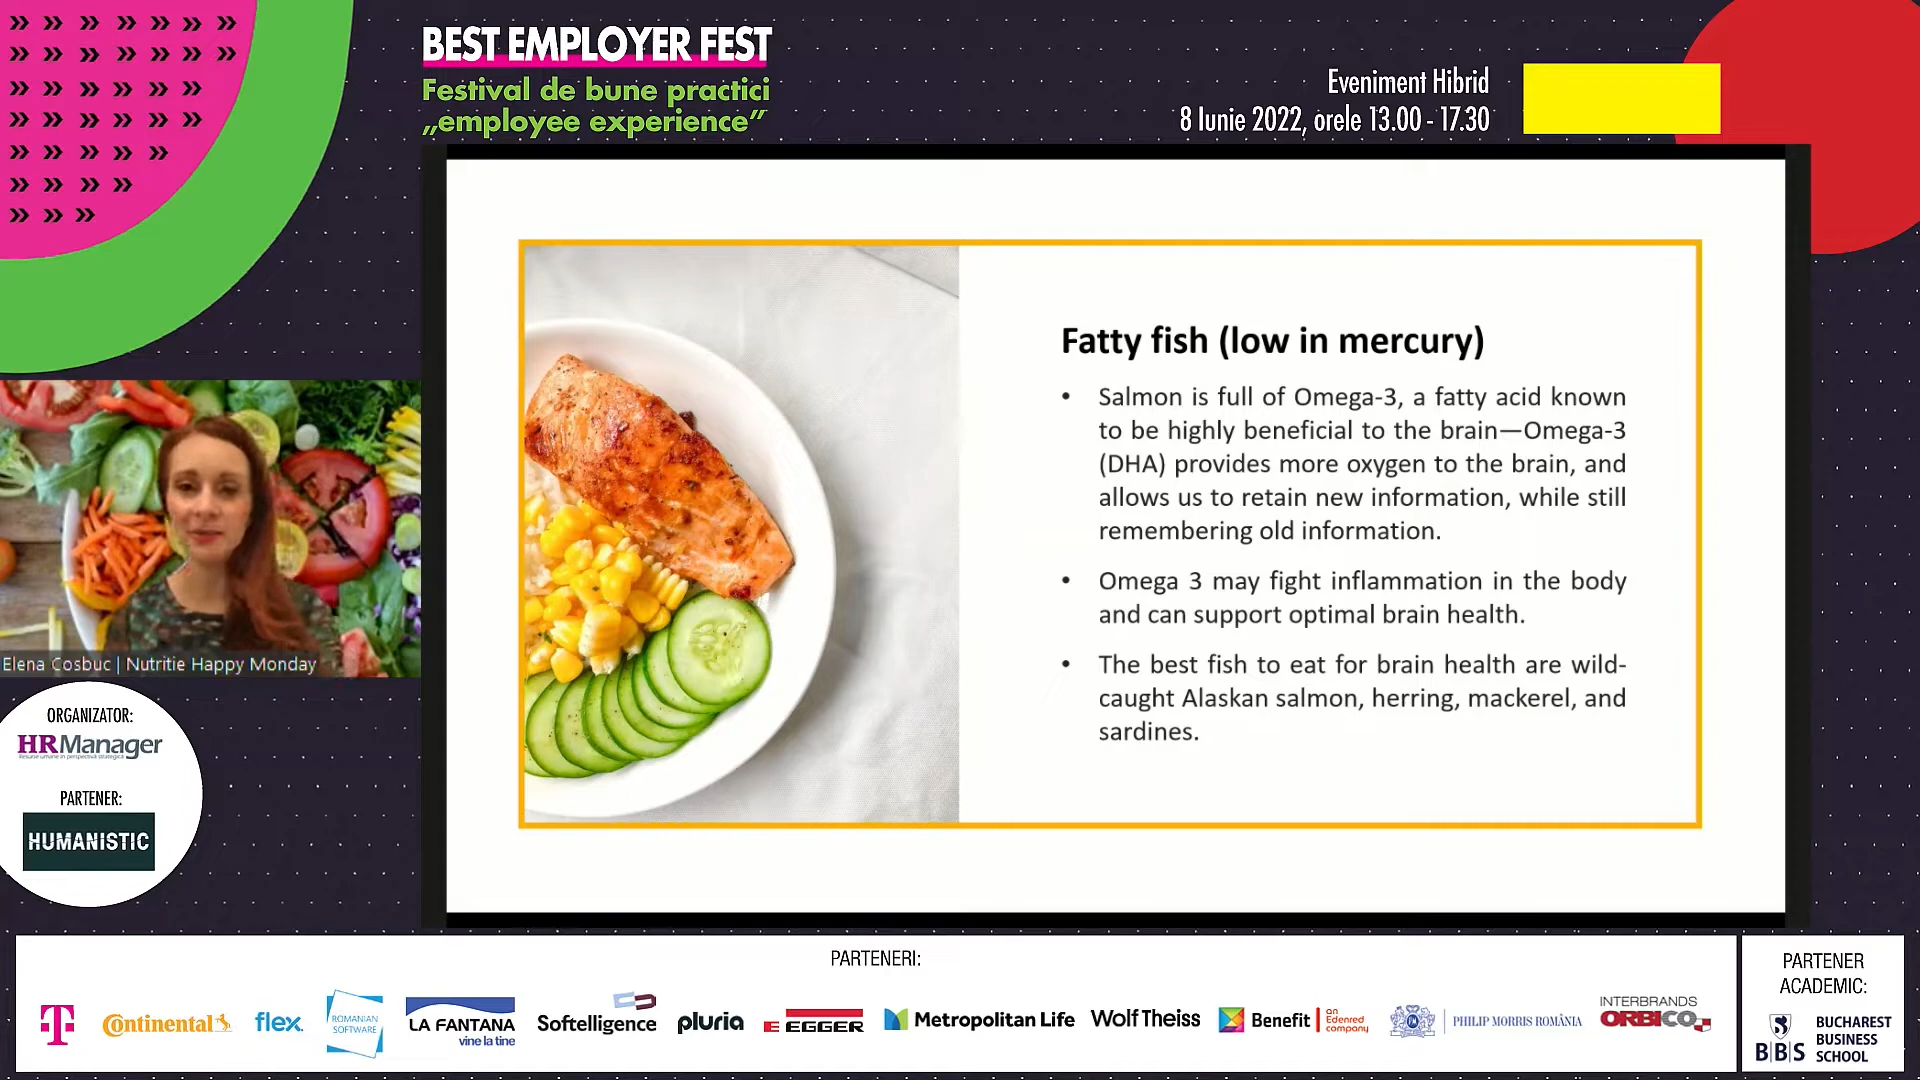 BEST EMPLOYER FEST
Festival de bune practici
„employee experience”
Eveniment Hibrid
8 Iunie 2022, orele 13.00 - 17.30
Fatty fish (low in mercury)
• Salmon is full of Omega-3, a fatty acid known
to be highly beneficial to the brain—Omega-3
(DHA) provides more oxygen to the brain, and
allows us to retain new information, while still
remembering old information.
• Omega 3 may fight inflammation in the body
and can support optimal brain health.
• The best fish to eat for brain health are wild-
caught Alaskan salmon, herring, mackerel, and
sardines.
Elena Cosbuc | Nutritie Happy Monday
ORGANIZATOR:
HRManager
Resurse umane în perspectivă strategică
PARTENER:
HUMANISTIC
PARTENERI:
T
Continental
flex.
ROMANIAN
SOFTWARE
LA FANTANA
vine la tine
Softelligence
pluria
E EGGER
Metropolitan Life
Wolf Theiss
Benefit
an
Edenred
company
PHILIP MORRIS ROMÂNIA
INTERBRANDS
ORBICO
PARTENER
ACADEMIC:
B|B|S
BUCHAREST
BUSINESS
SCHOOL